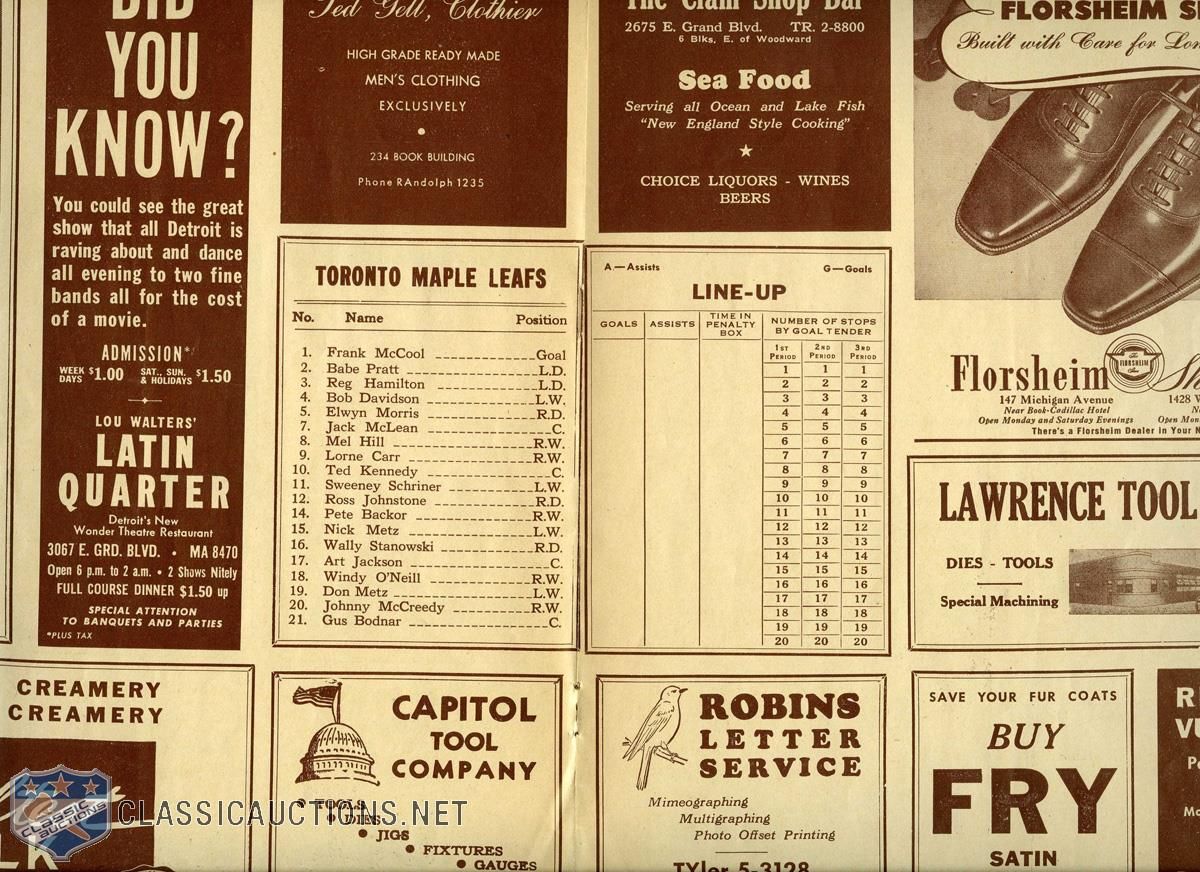 DID
YOU
KNOW?
You could see the great
show that all Detroit is
raving about and dance
all evening to two fine
bands all for the cost
of a movie.
ADMISSION*
WEEK DAYS $1.00 SAT., SUN. & HOLIDAYS $1.50
LOU WALTERS'
LATIN
QUARTER
Detroit's New
Wonder Theatre Restaurant
3067 E. GRD. BLVD. • MA 8470
Open 6 p.m. to 2 a.m. • 2 Shows Nitely
FULL COURSE DINNER $1.50 up
SPECIAL ATTENTION
TO BANQUETS AND PARTIES
*PLUS TAX
Ted Gell, Clothier
HIGH GRADE READY MADE
MEN'S CLOTHING
EXCLUSIVELY
234 BOOK BUILDING
Phone RAndolph 1235
The Clam Shop Bar
2675 E. Grand Blvd. TR. 2-8800
6 Blks. E. of Woodward
Sea Food
Serving all Ocean and Lake Fish
"New England Style Cooking"
CHOICE LIQUORS - WINES
BEERS
FLORSHEIM
Built with Care for
Florsheim
THE FLORSHEIM
147 Michigan Avenue
Near Book-Cadillac Hotel
Open Monday and Saturday Evenings
1428
Open
There's a Florsheim Dealer in Your
TORONTO MAPLE LEAFS
No. Name Position
1. Frank McCool Goal
2. Babe Pratt L.D.
3. Reg Hamilton L.D.
4. Bob Davidson L.W.
5. Elwyn Morris R.D.
7. Jack McLean C.
8. Mel Hill R.W.
9. Lorne Carr R.W.
10. Ted Kennedy C.
11. Sweeney Schriner L.W.
12. Ross Johnstone R.D.
14. Pete Backor R.W.
15. Nick Metz L.W.
16. Wally Stanowski R.D.
17. Art Jackson C.
18. Windy O'Neill R.W.
19. Don Metz L.W.
20. Johnny McCreedy R.W.
21. Gus Bodnar C.
A—Assists G—Goals
LINE-UP
GOALS ASSISTS TIME IN PENALTY BOX NUMBER OF STOPS BY GOAL TENDER
1ST PERIOD 2ND PERIOD 3RD PERIOD
1 1 1
2 2 2
3 3 3
4 4 4
5 5 5
6 6 6
7 7 7
8 8 8
9 9 9
10 10 10
11 11 11
12 12 12
13 13 13
14 14 14
15 15 15
16 16 16
17 17 17
18 18 18
19 19 19
20 20 20
LAWRENCE TOOL
DIES - TOOLS
Special Machining
CREAMERY
CREAMERY
CAPITOL
TOOL
COMPANY
• TOOLS
• DIES
• JIGS
• FIXTURES
• GAUGES
ROBINS
LETTER
SERVICE
Mimeographing
Multigraphing
Photo Offset Printing
TYler 5-3128
SAVE YOUR FUR COATS
BUY
FRY
SATIN
CLASSIC AUCTIONS
CLASSICAUCTIONS.NET